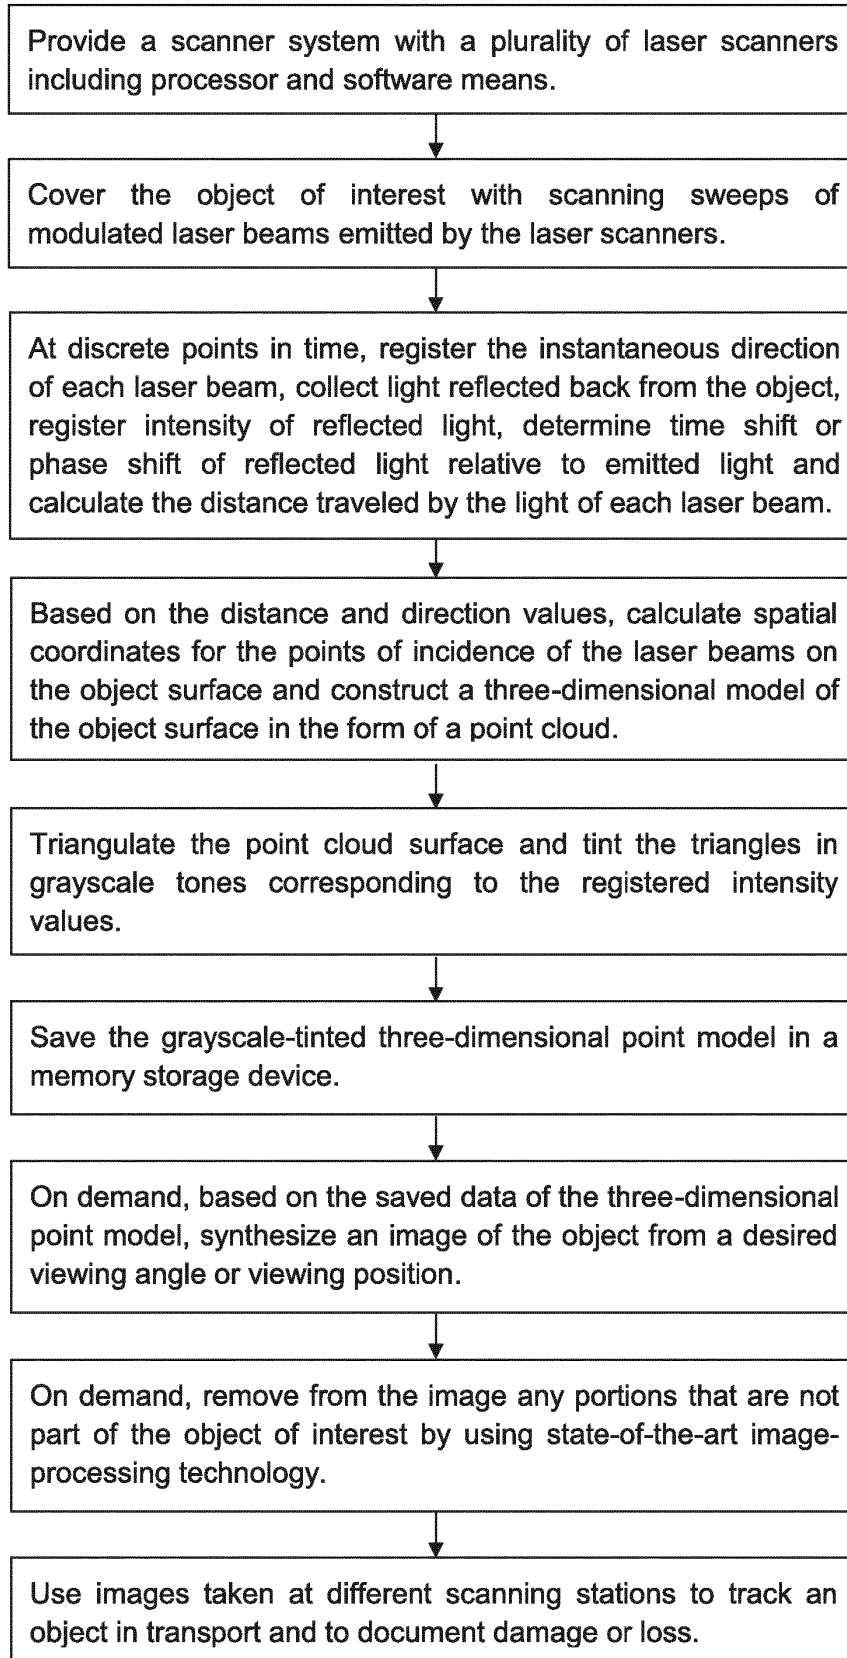 Provide a scanner system with a plurality of laser scanners
including processor and software means.
Cover the object of interest with scanning sweeps of
modulated laser beams emitted by the laser scanners.
At discrete points in time, register the instantaneous direction
of each laser beam, collect light reflected back from the object,
register intensity of reflected light, determine time shift or
phase shift of reflected light relative to emitted light and
calculate the distance traveled by the light of each laser beam.
Based on the distance and direction values, calculate spatial
coordinates for the points of incidence of the laser beams on
the object surface and construct a three-dimensional model of
the object surface in the form of a point cloud.
Triangulate the point cloud surface and tint the triangles in
grayscale tones corresponding to the registered intensity
values.
Save the grayscale-tinted three-dimensional point model in a
memory storage device.
On demand, based on the saved data of the three-dimensional
point model, synthesize an image of the object from a desired
viewing angle or viewing position.
On demand, remove from the image any portions that are not
part of the object of interest by using state-of-the-art image-
processing technology.
Use images taken at different scanning stations to track an
object in transport and to document damage or loss.